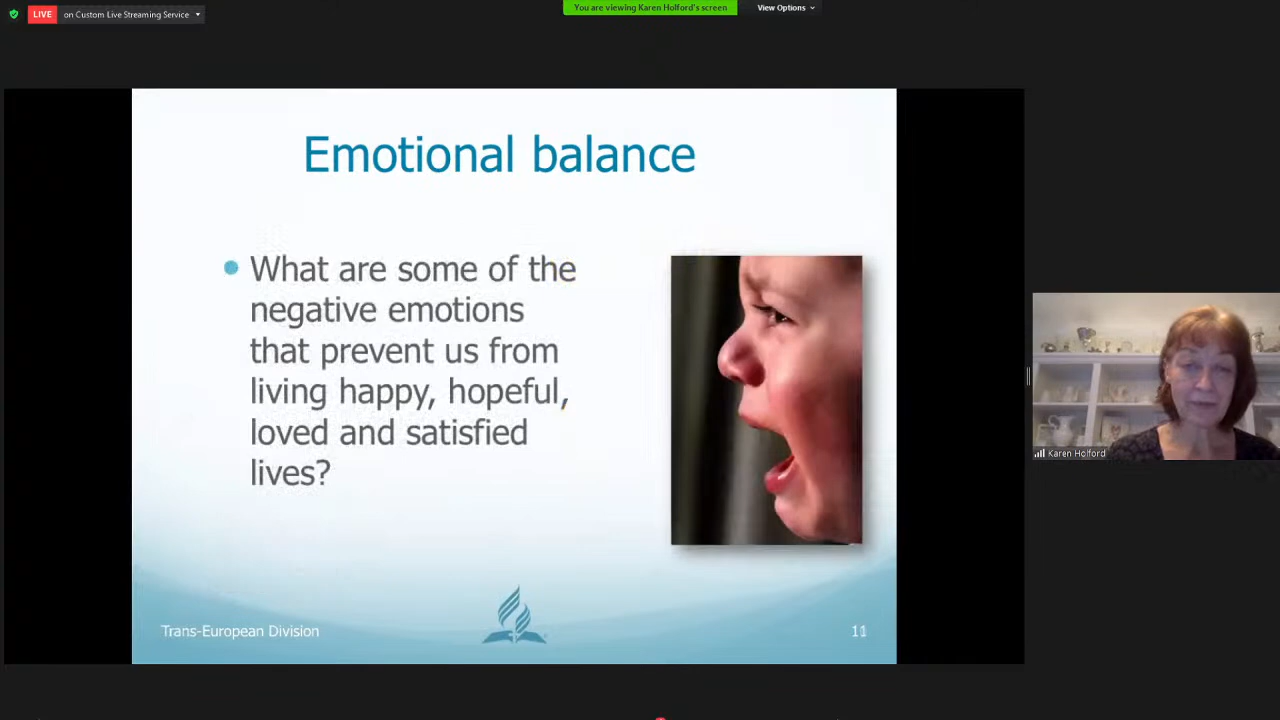 LIVE on Custom Live Streaming Service
You are viewing Karen Holford's screen
View Options
Emotional balance
What are some of the
negative emotions
that prevent us from
living happy, hopeful,
loved and satisfied
lives?
Karen Holford
Trans-European Division
11